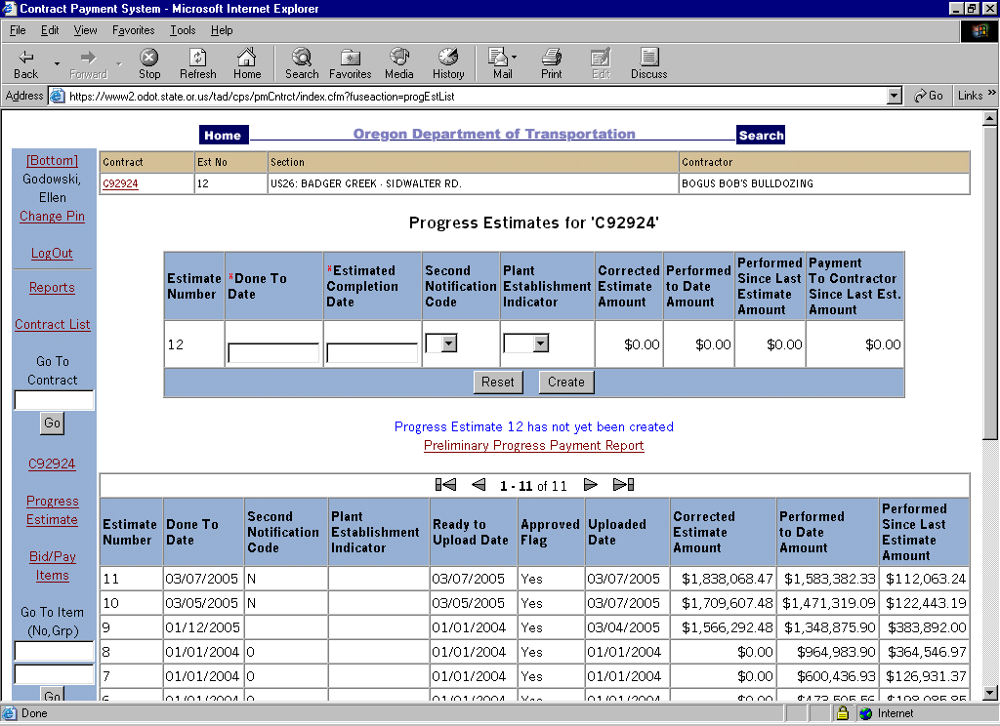 Contract Payment System - Microsoft Internet Explorer
File Edit View Favorites Tools Help
Back Forward Stop Refresh Home Search Favorites Media History Mail Print Edit Discuss
Address https://www2.odot.state.or.us/tad/cps/pmCntrct/index.cfm?fuseaction=progEstList Go Links »
Home Oregon Department of Transportation Search
[Bottom]
Godowski,
Ellen
Change Pin
LogOut
Reports
Contract List
Go To
Contract
Go
C92924
Progress
Estimate
Bid/Pay
Items
Go To Item
(No,Grp)
Go
Contract Est No Section Contractor
C92924 12 US26: BADGER CREEK - SIDWALTER RD. BOGUS BOB'S BULLDOZING
Progress Estimates for 'C92924'
Estimate Number *Done To Date *Estimated Completion Date Second Notification Code Plant Establishment Indicator Corrected Estimate Amount Performed to Date Amount Performed Since Last Estimate Amount Payment To Contractor Since Last Est. Amount
12 $0.00 $0.00 $0.00 $0.00
Reset Create
Progress Estimate 12 has not yet been created
Preliminary Progress Payment Report
1 - 11 of 11
Estimate Number Done To Date Second Notification Code Plant Establishment Indicator Ready to Upload Date Approved Flag Uploaded Date Corrected Estimate Amount Performed to Date Amount Performed Since Last Estimate Amount
11 03/07/2005 N 03/07/2005 Yes 03/07/2005 $1,838,068.47 $1,583,382.33 $112,063.24
10 03/05/2005 N 03/05/2005 Yes 03/07/2005 $1,709,607.48 $1,471,319.09 $122,443.19
9 01/12/2005 01/01/2004 Yes 03/04/2005 $1,566,292.48 $1,348,875.90 $383,892.00
8 01/01/2004 0 01/01/2004 Yes 01/01/2004 $0.00 $964,983.90 $364,546.97
7 01/01/2004 0 01/01/2004 Yes 01/01/2004 $0.00 $600,436.93 $126,931.37
6 01/01/2004 0 01/01/2004 Yes 01/01/2004 $0.00
Done Internet